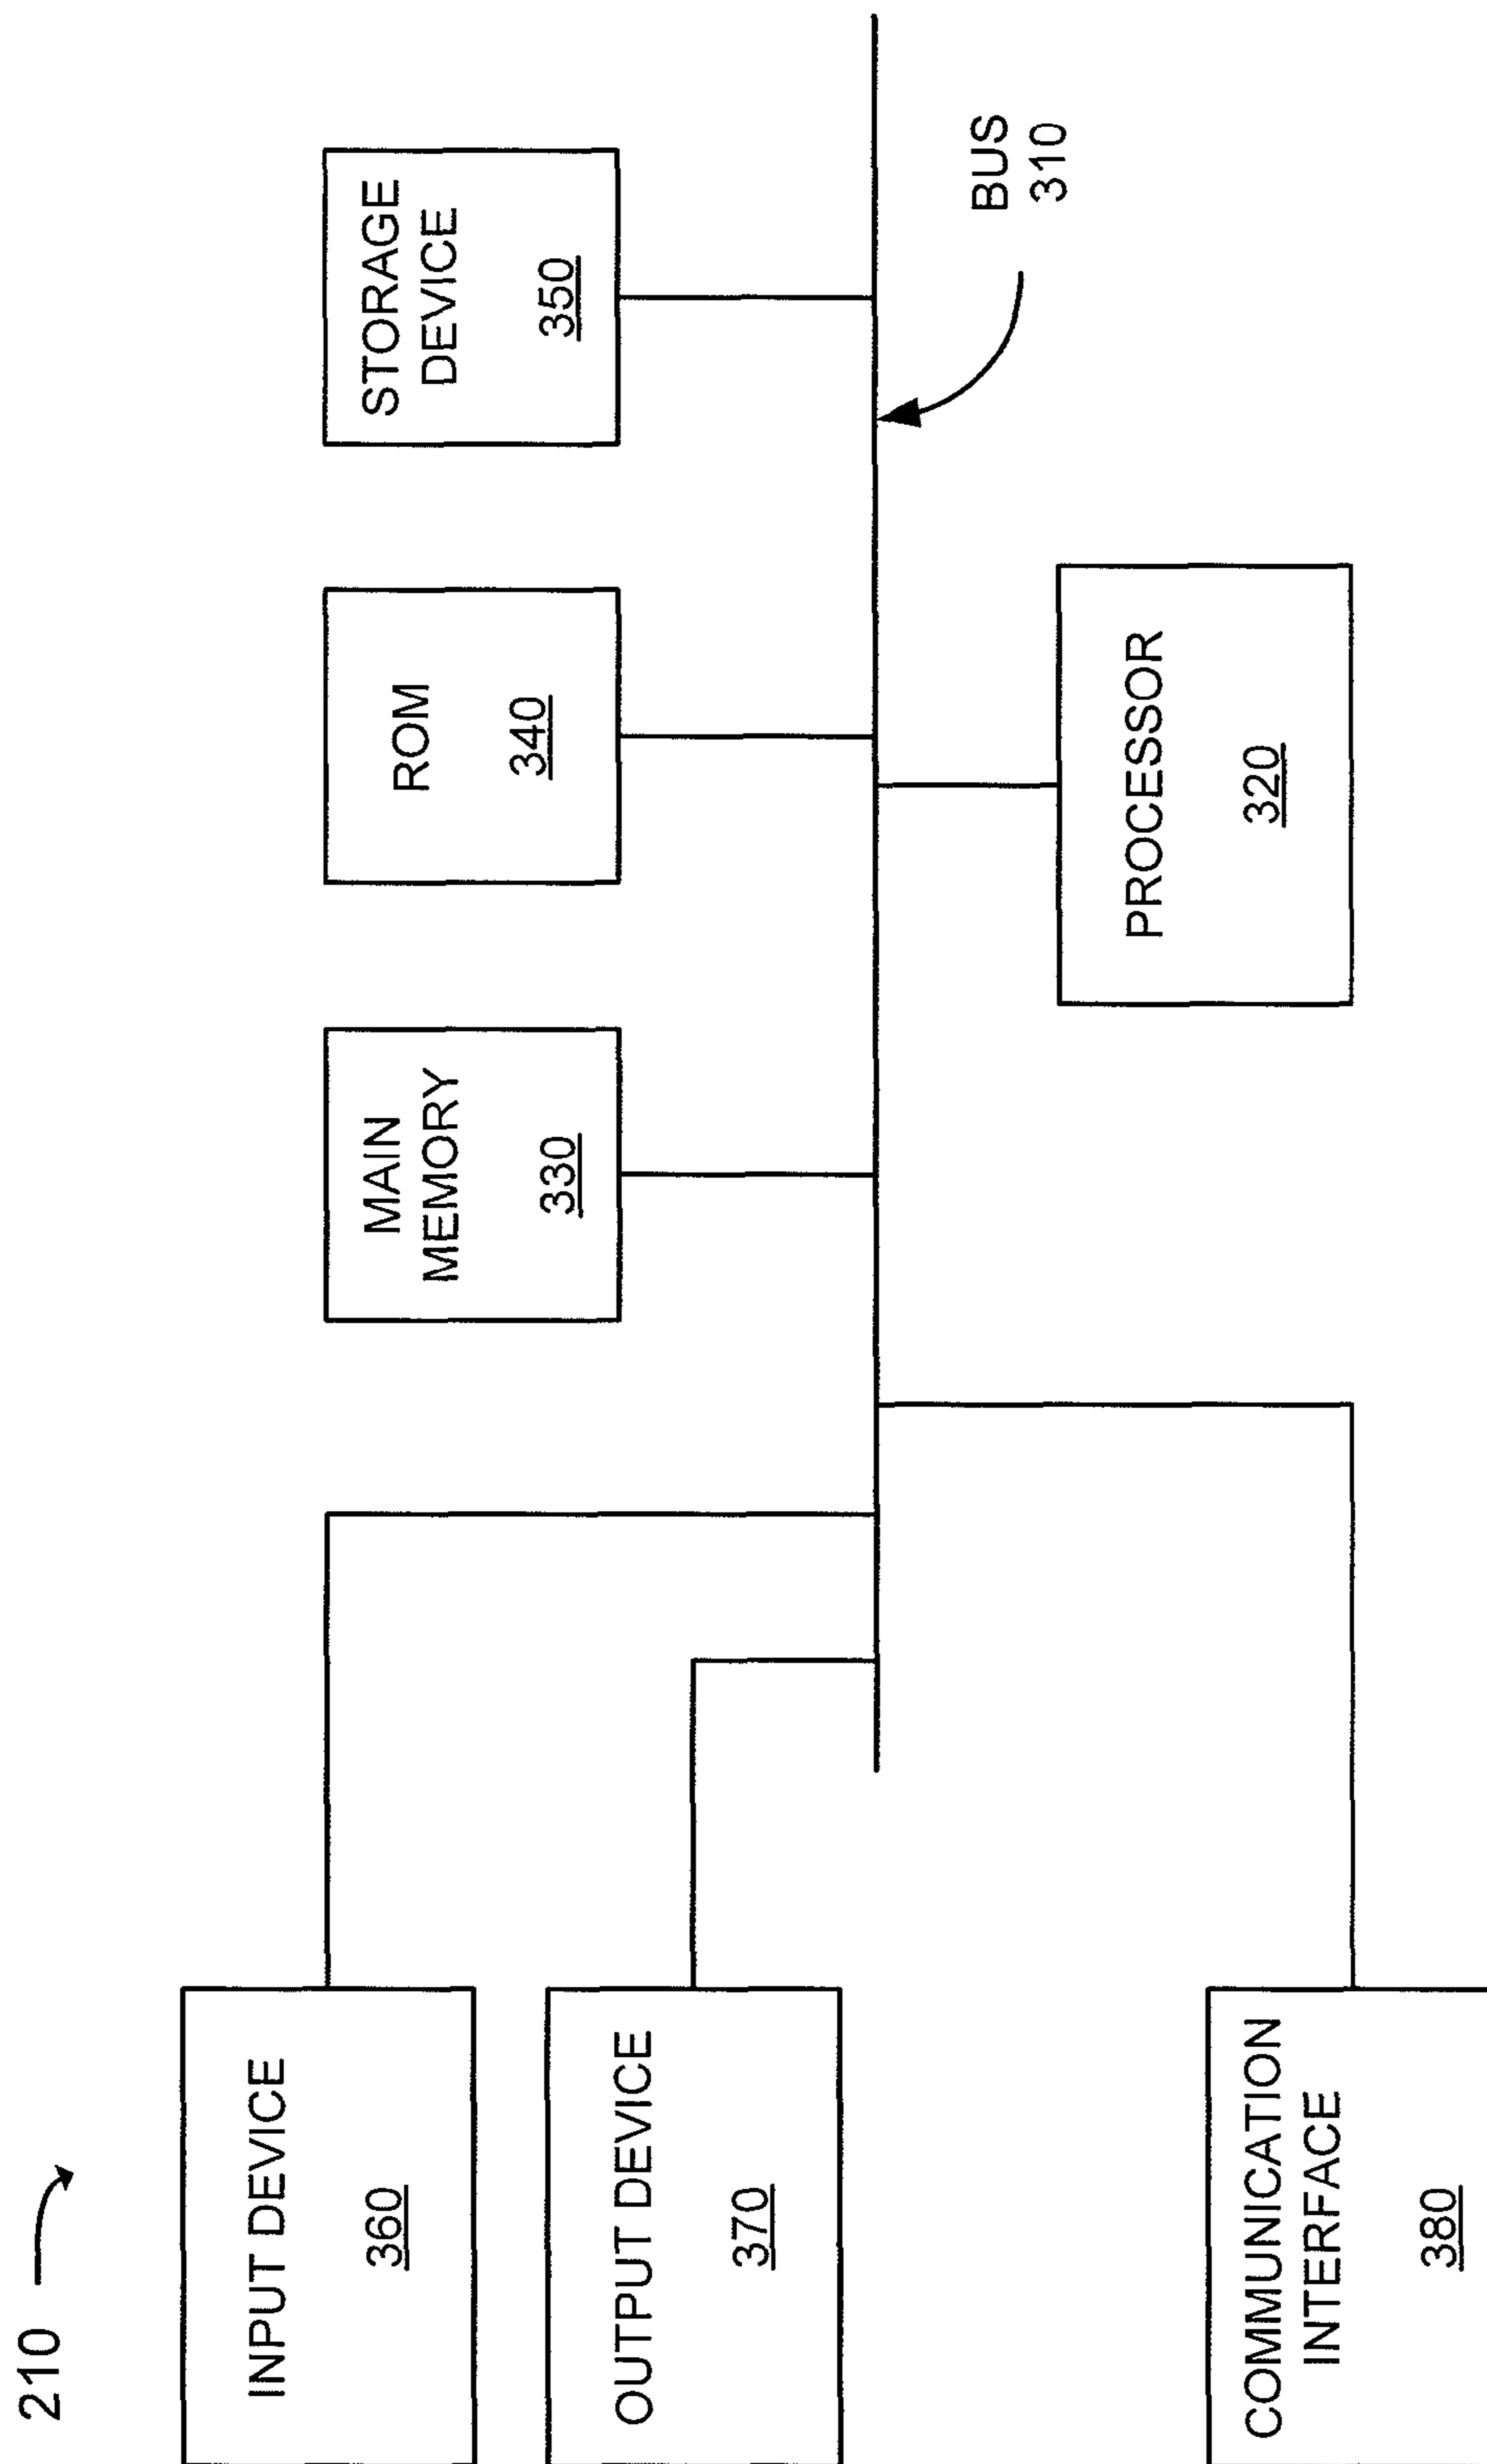 210
INPUT DEVICE
360
OUTPUT DEVICE
370
COMMUNICATION
INTERFACE
380
MAIN
MEMORY
330
ROM
340
STORAGE
DEVICE
350
PROCESSOR
320
BUS
310